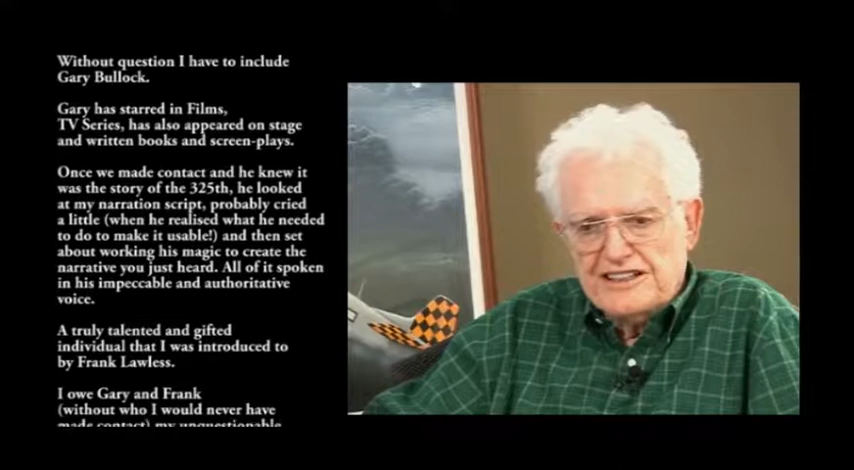 Without question I have to include
Gary Bullock.
Gary has starred in Films,
TV Series, has also appeared on stage
and written books and screen-plays.
Once we made contact and he knew it
was the story of the 325th, he looked
at my narration script, probably cried
a little (when he realised what he needed
to do to make it usable!) and then set
about working his magic to create the
narrative you just heard. All of it spoken
in his impeccable and authoritative
voice.
A truly talented and gifted
individual that I was introduced to
by Frank Lawless.
I owe Gary and Frank
(without who I would never have
made contact) my unquestionable